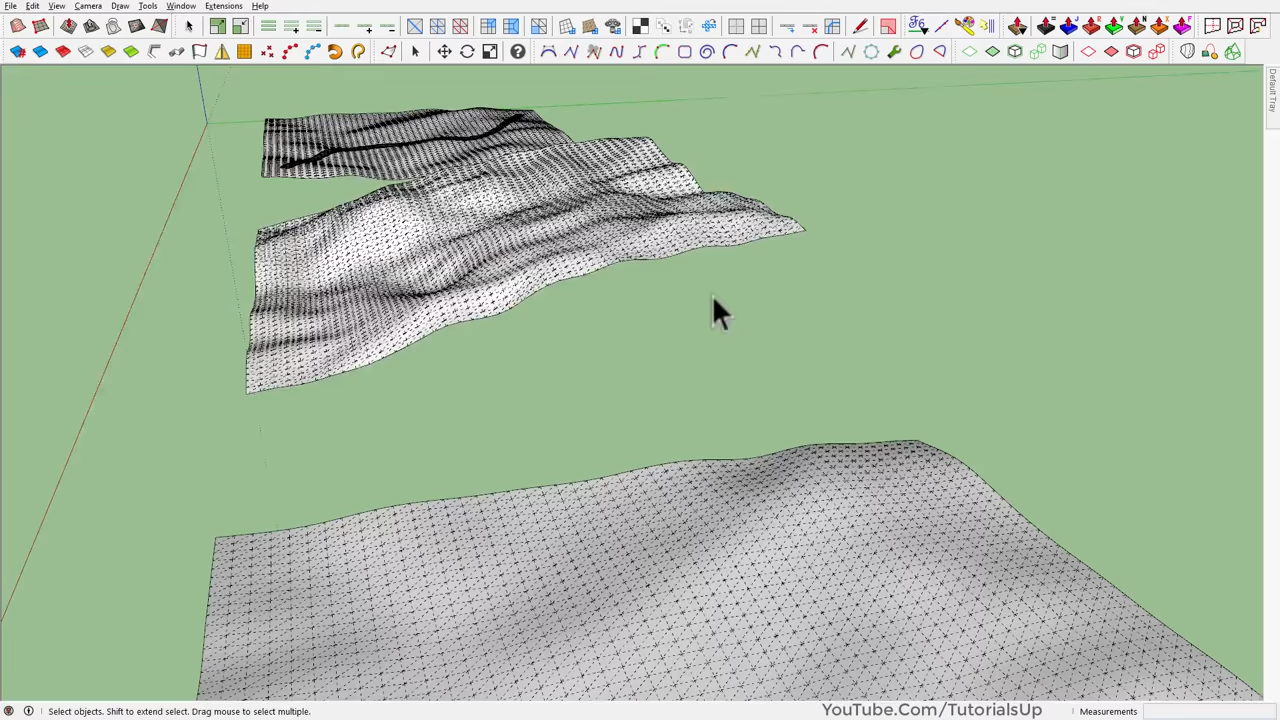 File Edit View Camera Draw Tools Window Extensions Help
Default Tray
Select objects. Shift to extend select. Drag mouse to select multiple.
YouTube.Com/TutorialsUp
Measurements